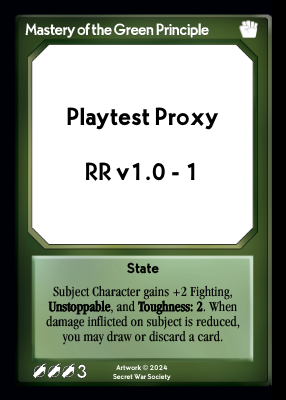 Mastery of the Green Principle
Playtest Proxy
RR v1.0 - 1
State
Subject Character gains +2 Fighting,
Unstoppable, and Toughness: 2. When
damage inflicted on subject is reduced,
you may draw or discard a card.
3
Artwork © 2024
Secret War Society